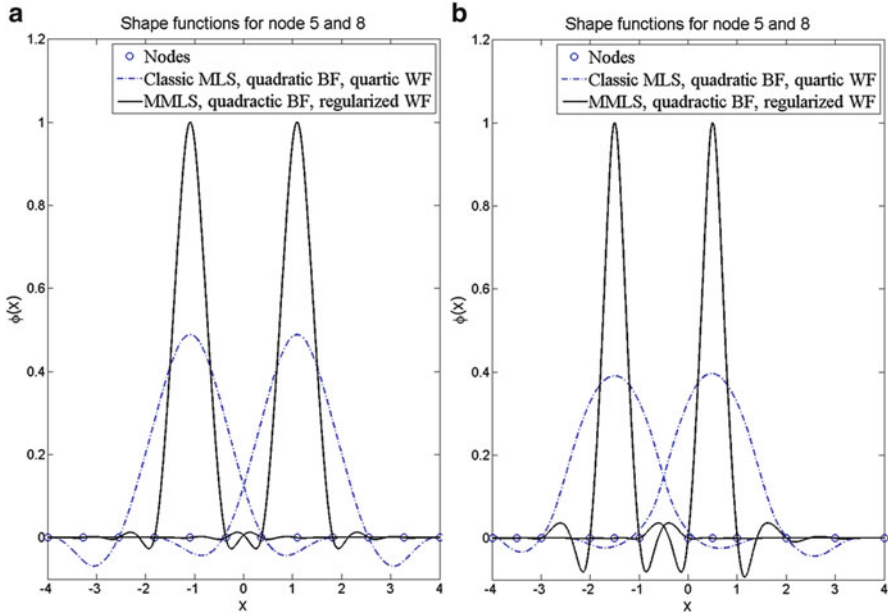 a
Shape functions for node 5 and 8
1.2
1
0.8
0.6
0.4
0.2
0
ϕ(x)
Nodes
Classic MLS, quadratic BF, quartic WF
MMLS, quadractic BF, regularized WF
-4 -3 -2 -1 0 1 2 3 4
x
b
Shape functions for node 5 and 8
1.2
1
0.8
0.6
0.4
0.2
0
ϕ(x)
Nodes
Classic MLS, quadratic BF, quartic WF
MMLS, quadractic BF, regularized WF
-4 -3 -2 -1 0 1 2 3 4
x